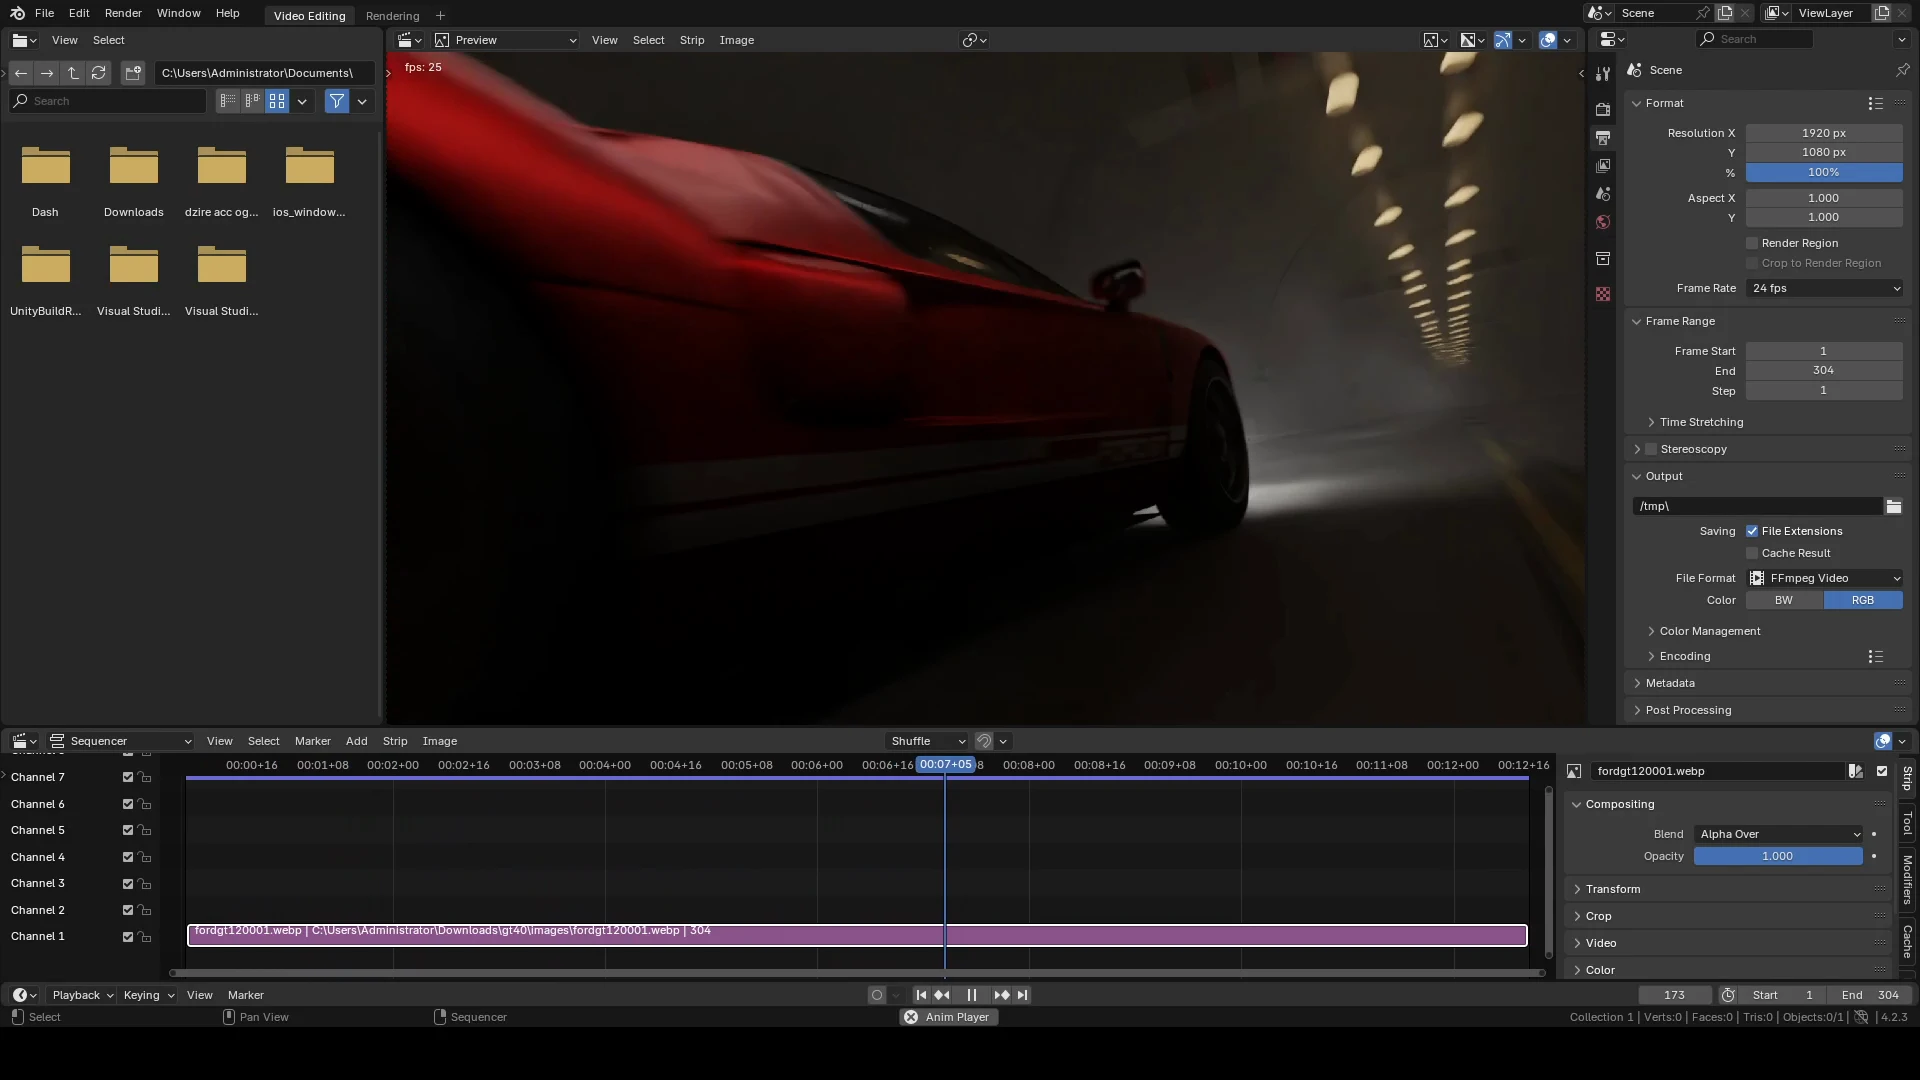 File Edit Render Window Help Video Editing Rendering + Scene ViewLayer
View Select
Preview View Select Strip Image
Search
C:\Users\Administrator\Documents\
Search
Dash Downloads dzire acc og... ios_window...
UnityBuildR... Visual Studi... Visual Studi...
fps: 25
Scene
Format
Resolution X 1920 px
Y 1080 px
% 100%
Aspect X 1.000
Y 1.000
Render Region
Crop to Render Region
Frame Rate 24 fps
Frame Range
Frame Start 1
End 304
Step 1
Time Stretching
Stereoscopy
Output
/tmp\
Saving File Extensions
Cache Result
File Format FFmpeg Video
Color BW RGB
Color Management
Encoding
Metadata
Post Processing
Sequencer View Select Marker Add Strip Image Shuffle
00:00+16 00:01+08 00:02+00 00:02+16 00:03+08 00:04+00 00:04+16 00:05+08 00:06+00 00:06+16 00:07+05 8 00:08+00 00:08+16 00:09+08 00:10+00 00:10+16 00:11+08 00:12+00 00:12+16
Channel 7
Channel 6
Channel 5
Channel 4
Channel 3
Channel 2
Channel 1
fordgt120001.webp | C:\Users\Administrator\Downloads\gt40\images\fordgt120001.webp | 304
fordgt120001.webp
Compositing
Blend Alpha Over
Opacity 1.000
Transform
Crop
Video
Color
Strip
Tool
Modifiers
Cache
Playback Keying View Marker 173 Start 1 End 304
Select Pan View Sequencer Anim Player Collection 1 | Verts:0 | Faces:0 | Tris:0 | Objects:0/1 | 4.2.3